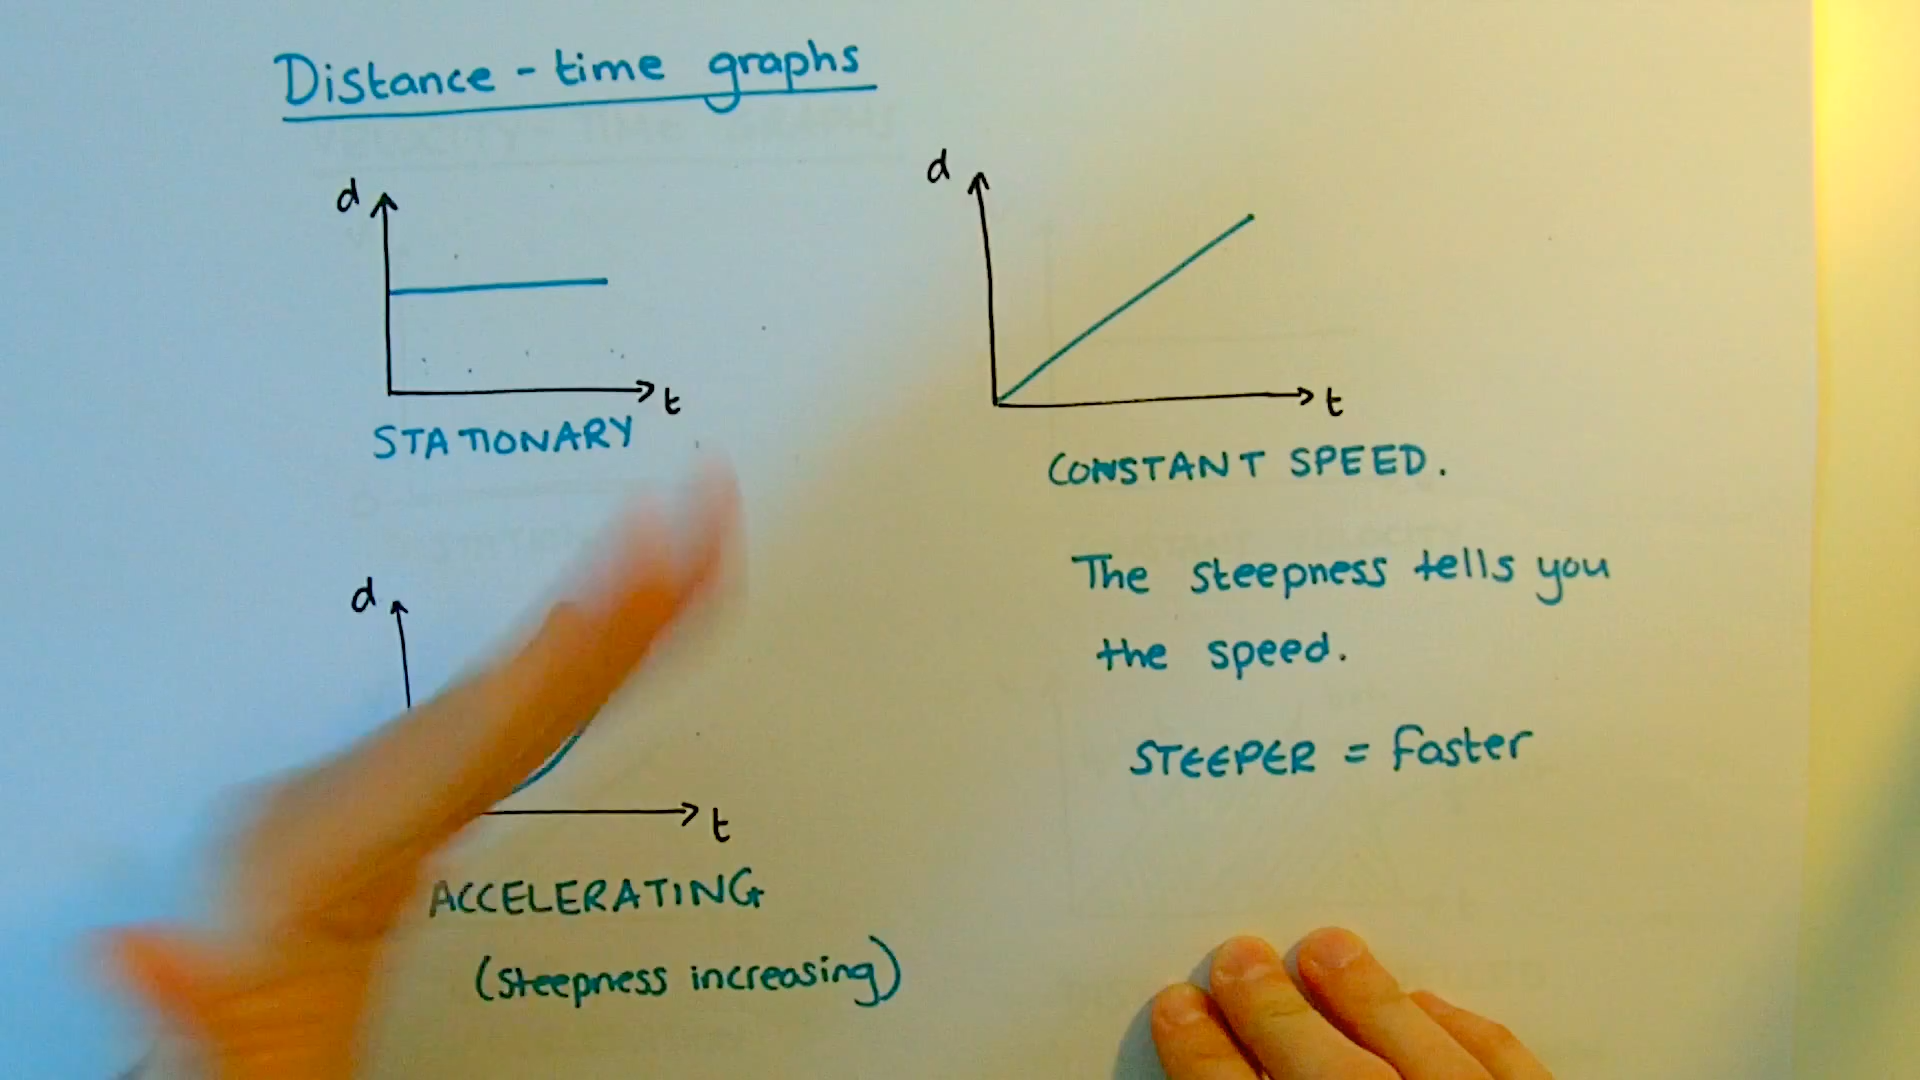 Distance - time graphs
d
t
STATIONARY
d
t
CONSTANT SPEED.
The steepness tells you
the speed.
STEEPER = Faster
d
t
ACCELERATING
(steepness increasing)